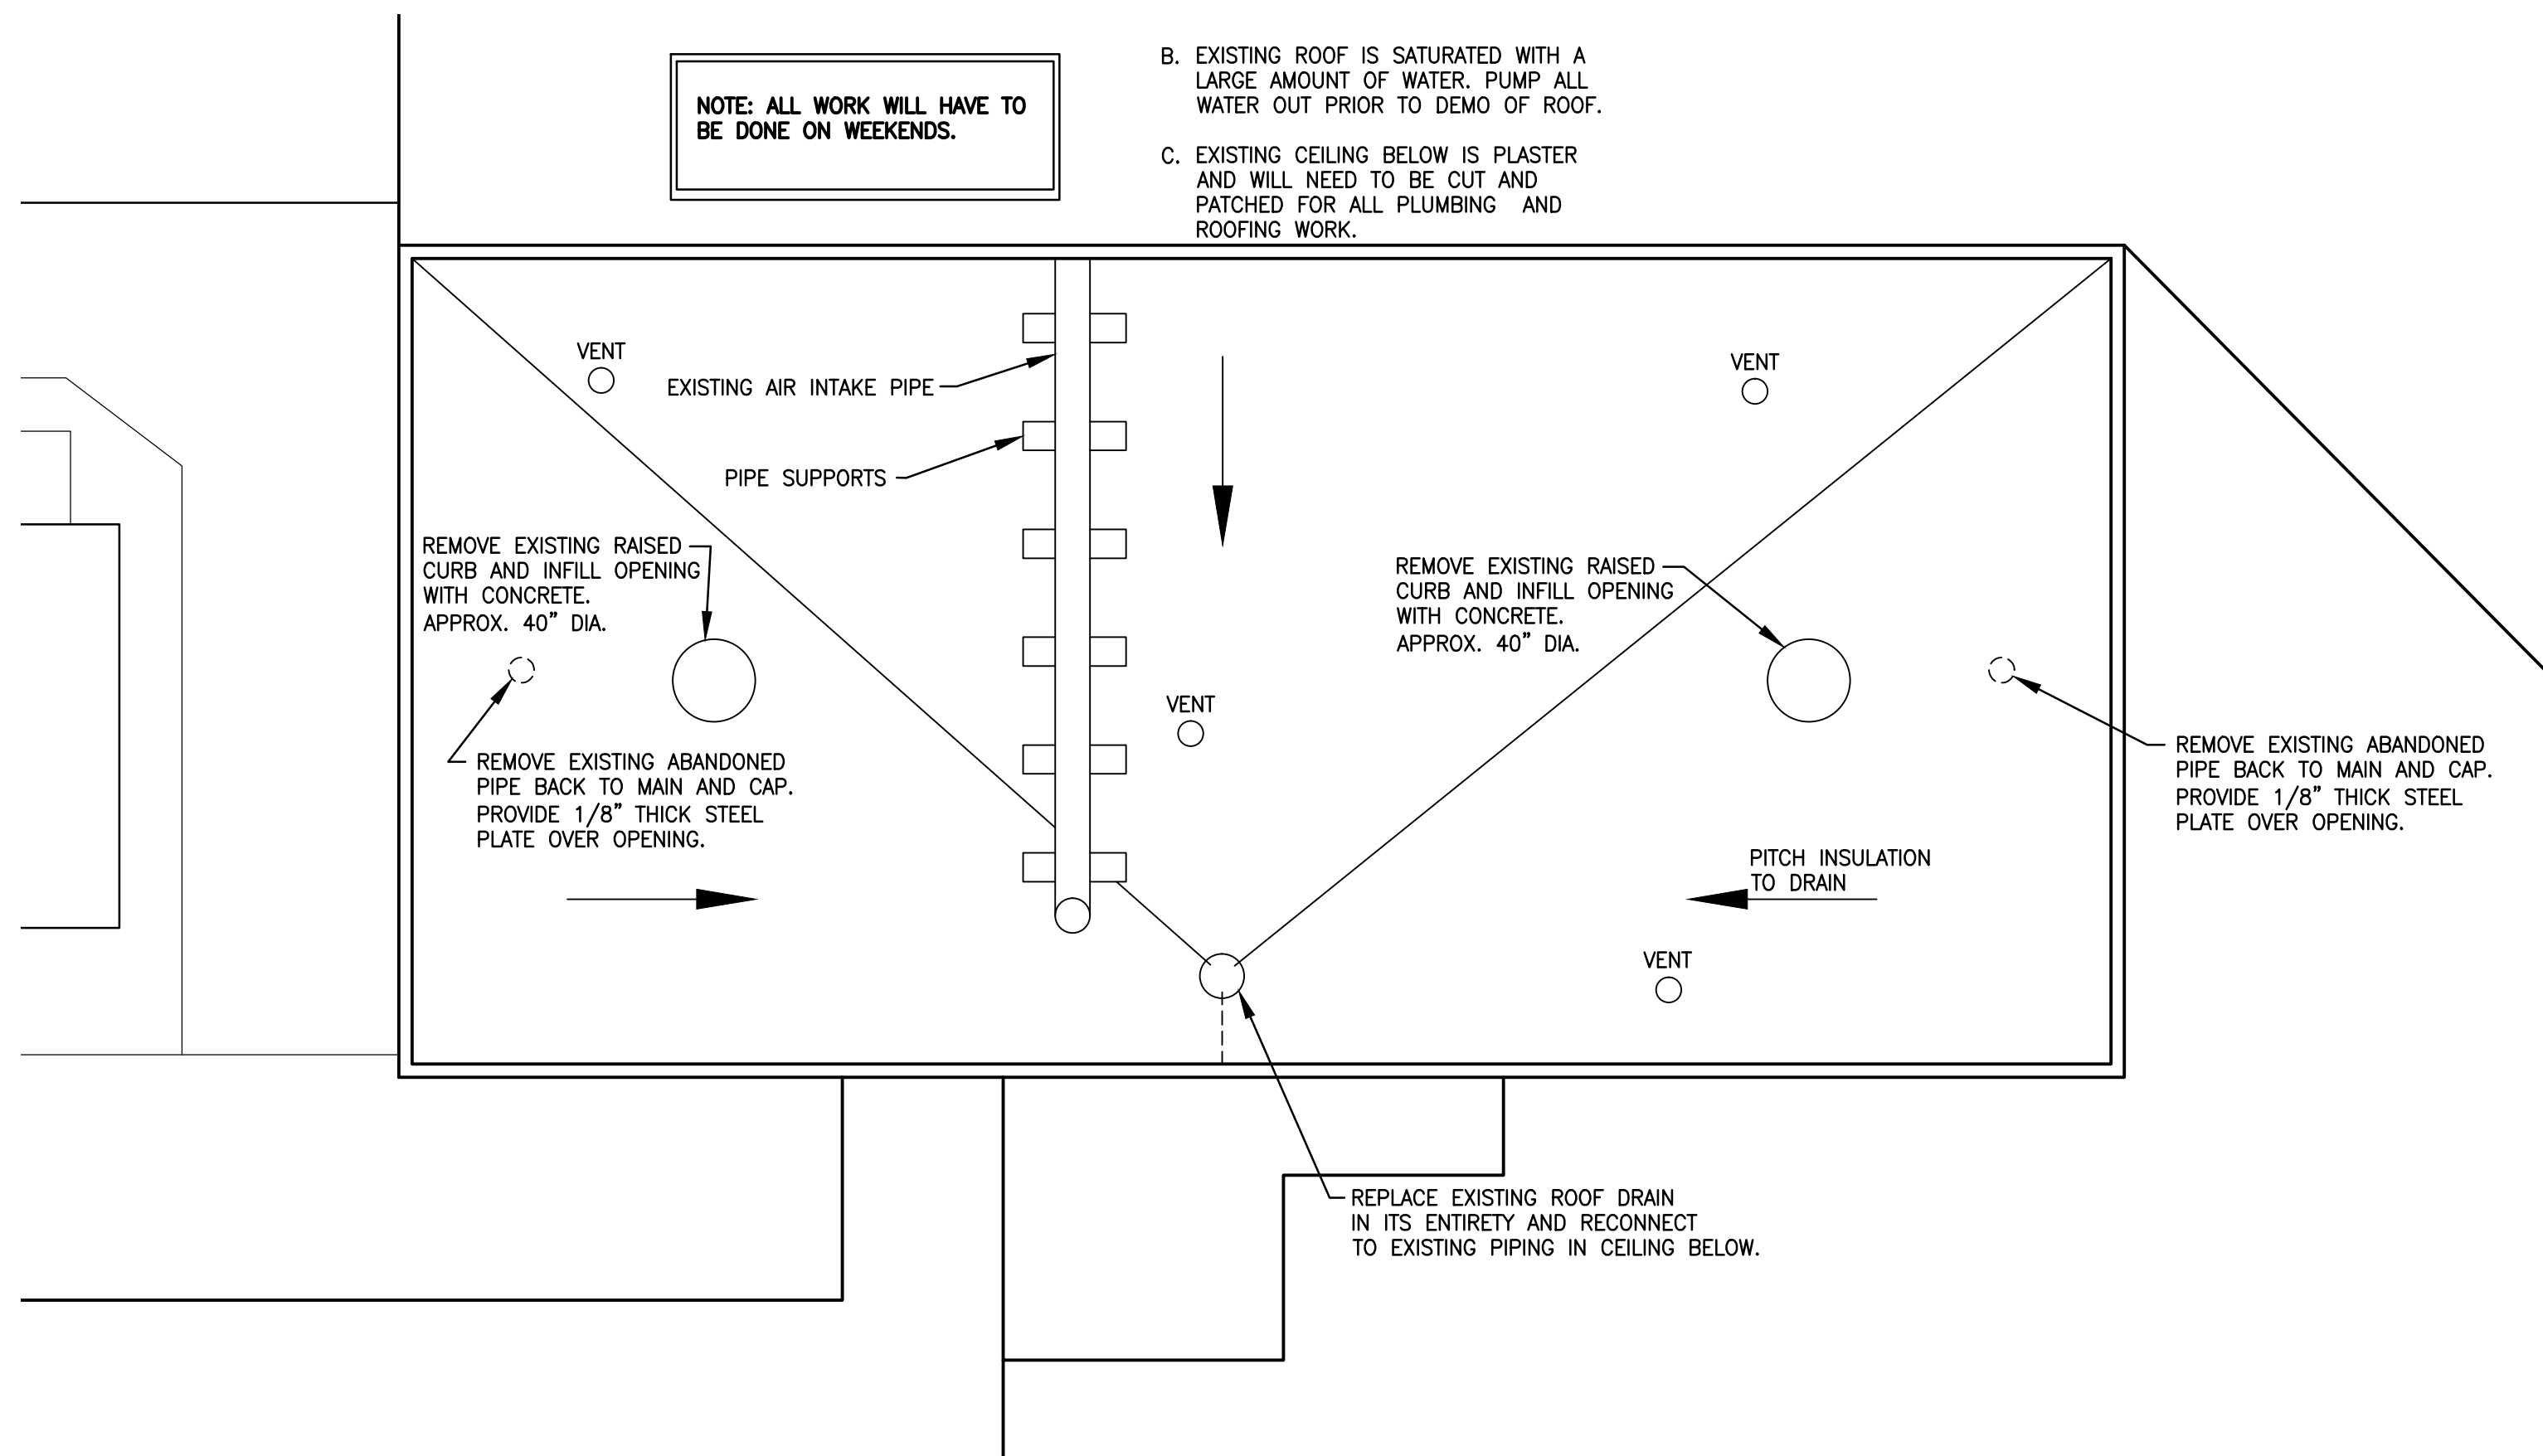 NOTE: ALL WORK WILL HAVE TO
BE DONE ON WEEKENDS.
B. EXISTING ROOF IS SATURATED WITH A
LARGE AMOUNT OF WATER. PUMP ALL
WATER OUT PRIOR TO DEMO OF ROOF.
C. EXISTING CEILING BELOW IS PLASTER
AND WILL NEED TO BE CUT AND
PATCHED FOR ALL PLUMBING AND
ROOFING WORK.
VENT
EXISTING AIR INTAKE PIPE
VENT
PIPE SUPPORTS
REMOVE EXISTING RAISED
CURB AND INFILL OPENING
WITH CONCRETE.
APPROX. 40" DIA.
REMOVE EXISTING RAISED
CURB AND INFILL OPENING
WITH CONCRETE.
APPROX. 40" DIA.
VENT
REMOVE EXISTING ABANDONED
PIPE BACK TO MAIN AND CAP.
PROVIDE 1/8" THICK STEEL
PLATE OVER OPENING.
REMOVE EXISTING ABANDONED
PIPE BACK TO MAIN AND CAP.
PROVIDE 1/8" THICK STEEL
PLATE OVER OPENING.
PITCH INSULATION
TO DRAIN
VENT
REPLACE EXISTING ROOF DRAIN
IN ITS ENTIRETY AND RECONNECT
TO EXISTING PIPING IN CEILING BELOW.